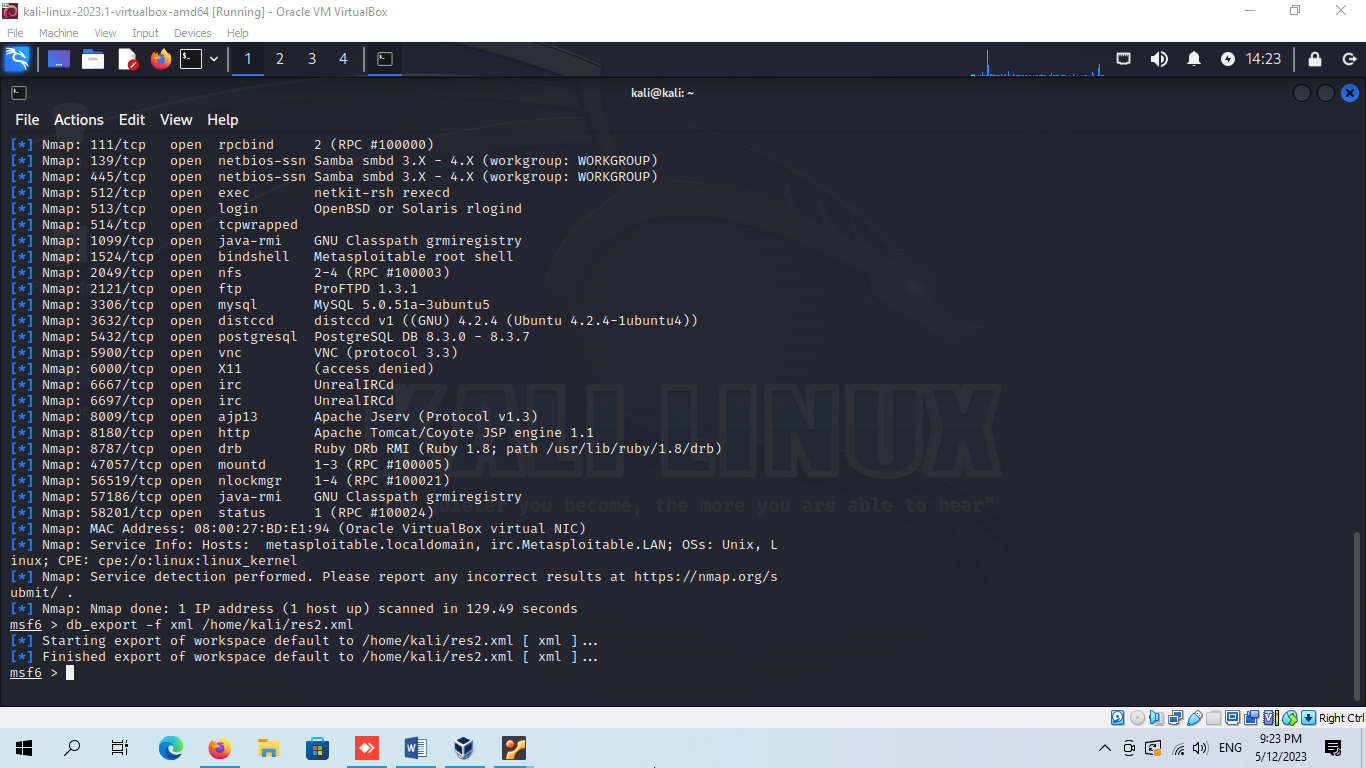 kali-linux-2023.1-virtualbox-amd64 [Running] - Oracle VM VirtualBox
File Machine View Input Devices Help
1 2 3 4 14:23
kali@kali: ~
File Actions Edit View Help
[*] Nmap: 111/tcp   open  rpcbind     2 (RPC #100000)
[*] Nmap: 139/tcp   open  netbios-ssn Samba smbd 3.X - 4.X (workgroup: WORKGROUP)
[*] Nmap: 445/tcp   open  netbios-ssn Samba smbd 3.X - 4.X (workgroup: WORKGROUP)
[*] Nmap: 512/tcp   open  exec        netkit-rsh rexecd
[*] Nmap: 513/tcp   open  login       OpenBSD or Solaris rlogind
[*] Nmap: 514/tcp   open  tcpwrapped
[*] Nmap: 1099/tcp  open  java-rmi    GNU Classpath grmiregistry
[*] Nmap: 1524/tcp  open  bindshell   Metasploitable root shell
[*] Nmap: 2049/tcp  open  nfs         2-4 (RPC #100003)
[*] Nmap: 2121/tcp  open  ftp         ProFTPD 1.3.1
[*] Nmap: 3306/tcp  open  mysql       MySQL 5.0.51a-3ubuntu5
[*] Nmap: 3632/tcp  open  distccd     distccd v1 ((GNU) 4.2.4 (Ubuntu 4.2.4-1ubuntu4))
[*] Nmap: 5432/tcp  open  postgresql  PostgreSQL DB 8.3.0 - 8.3.7
[*] Nmap: 5900/tcp  open  vnc         VNC (protocol 3.3)
[*] Nmap: 6000/tcp  open  X11         (access denied)
[*] Nmap: 6667/tcp  open  irc         UnrealIRCd
[*] Nmap: 6697/tcp  open  irc         UnrealIRCd
[*] Nmap: 8009/tcp  open  ajp13       Apache Jserv (Protocol v1.3)
[*] Nmap: 8180/tcp  open  http        Apache Tomcat/Coyote JSP engine 1.1
[*] Nmap: 8787/tcp  open  drb         Ruby DRb RMI (Ruby 1.8; path /usr/lib/ruby/1.8/drb)
[*] Nmap: 47057/tcp open  mountd      1-3 (RPC #100005)
[*] Nmap: 56519/tcp open  nlockmgr    1-4 (RPC #100021)
[*] Nmap: 57186/tcp open  java-rmi    GNU Classpath grmiregistry
[*] Nmap: 58201/tcp open  status      1 (RPC #100024)
[*] Nmap: MAC Address: 08:00:27:BD:E1:94 (Oracle VirtualBox virtual NIC)
[*] Nmap: Service Info: Hosts:  metasploitable.localdomain, irc.Metasploitable.LAN; OSs: Unix, L
inux; CPE: cpe:/o:linux:linux_kernel
[*] Nmap: Service detection performed. Please report any incorrect results at https://nmap.org/s
ubmit/ .
[*] Nmap: Nmap done: 1 IP address (1 host up) scanned in 129.49 seconds
msf6 > db_export -f xml /home/kali/res2.xml
[*] Starting export of workspace default to /home/kali/res2.xml [ xml ]...
[*] Finished export of workspace default to /home/kali/res2.xml [ xml ]...
msf6 >
KALI LINUX
quieter you become, the more you are able to hear"
Right Ctrl
ENG
9:23 PM
5/12/2023